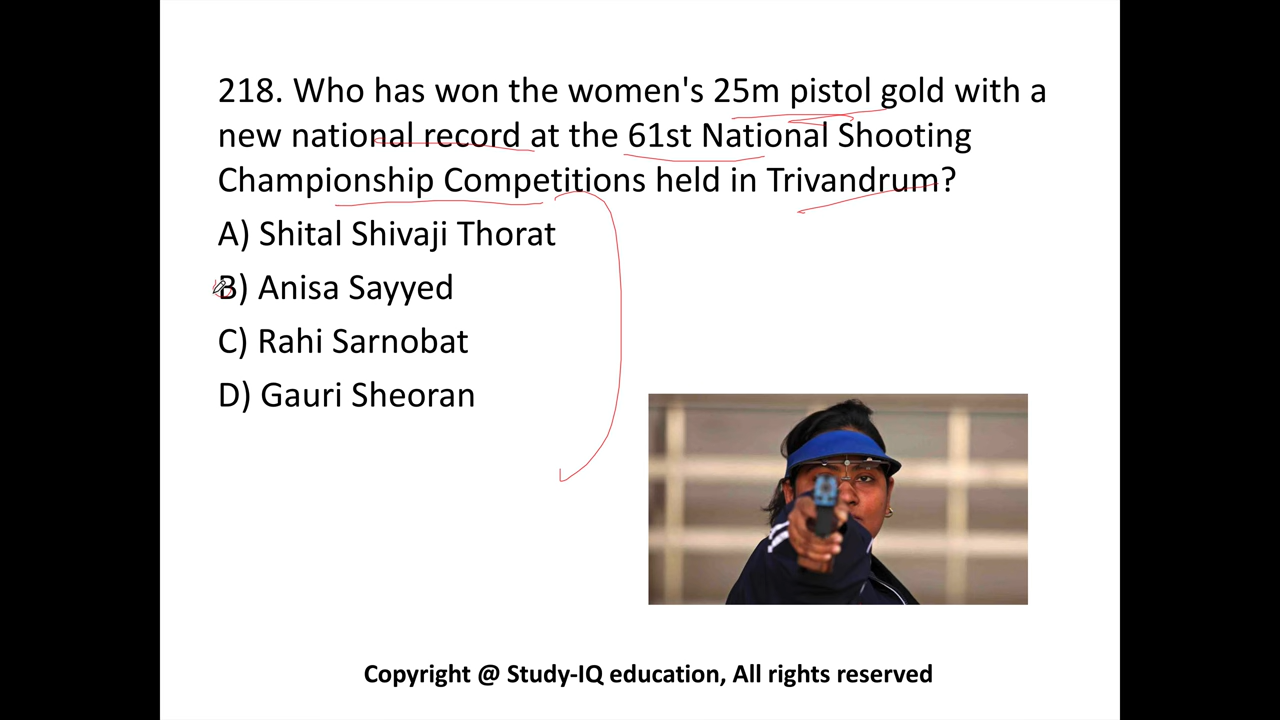 218. Who has won the women's 25m pistol gold with a
new national record at the 61st National Shooting
Championship Competitions held in Trivandrum?
A) Shital Shivaji Thorat
B) Anisa Sayyed
C) Rahi Sarnobat
D) Gauri Sheoran
Copyright @ Study-IQ education, All rights reserved